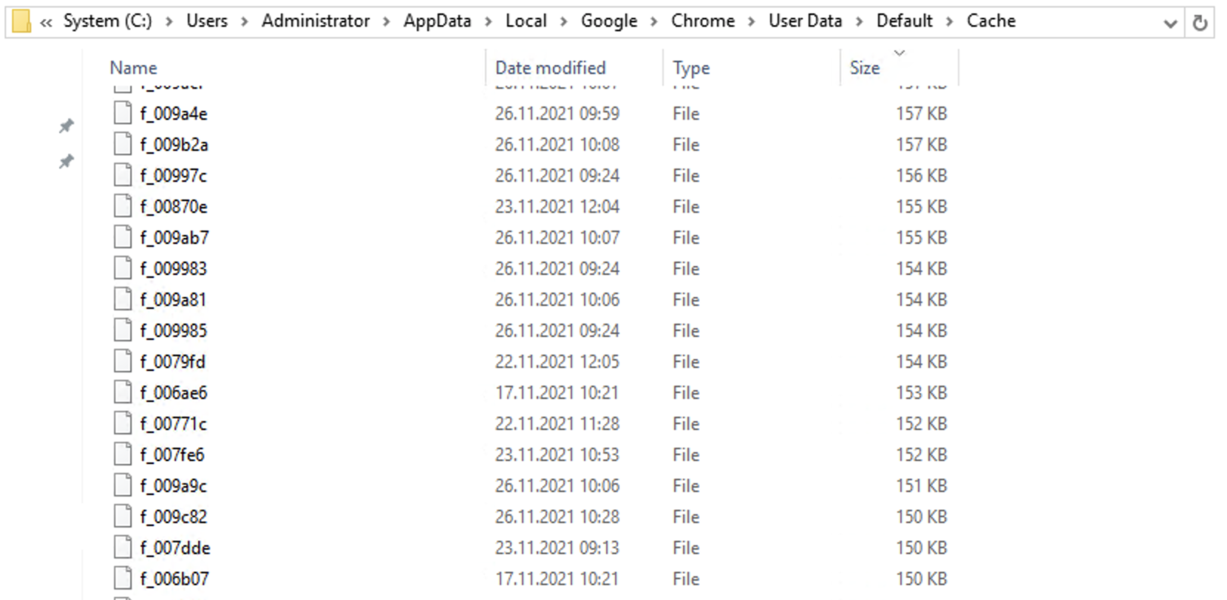 « System (C:) › Users › Administrator › AppData › Local › Google › Chrome › User Data › Default › Cache
Name Date modified Type Size
f_009a4e 26.11.2021 09:59 File 157 KB
f_009b2a 26.11.2021 10:08 File 157 KB
f_00997c 26.11.2021 09:24 File 156 KB
f_00870e 23.11.2021 12:04 File 155 KB
f_009ab7 26.11.2021 10:07 File 155 KB
f_009983 26.11.2021 09:24 File 154 KB
f_009a81 26.11.2021 10:06 File 154 KB
f_009985 26.11.2021 09:24 File 154 KB
f_0079fd 22.11.2021 12:05 File 154 KB
f_006ae6 17.11.2021 10:21 File 153 KB
f_00771c 22.11.2021 11:28 File 152 KB
f_007fe6 23.11.2021 10:53 File 152 KB
f_009a9c 26.11.2021 10:06 File 151 KB
f_009c82 26.11.2021 10:28 File 150 KB
f_007dde 23.11.2021 09:13 File 150 KB
f_006b07 17.11.2021 10:21 File 150 KB